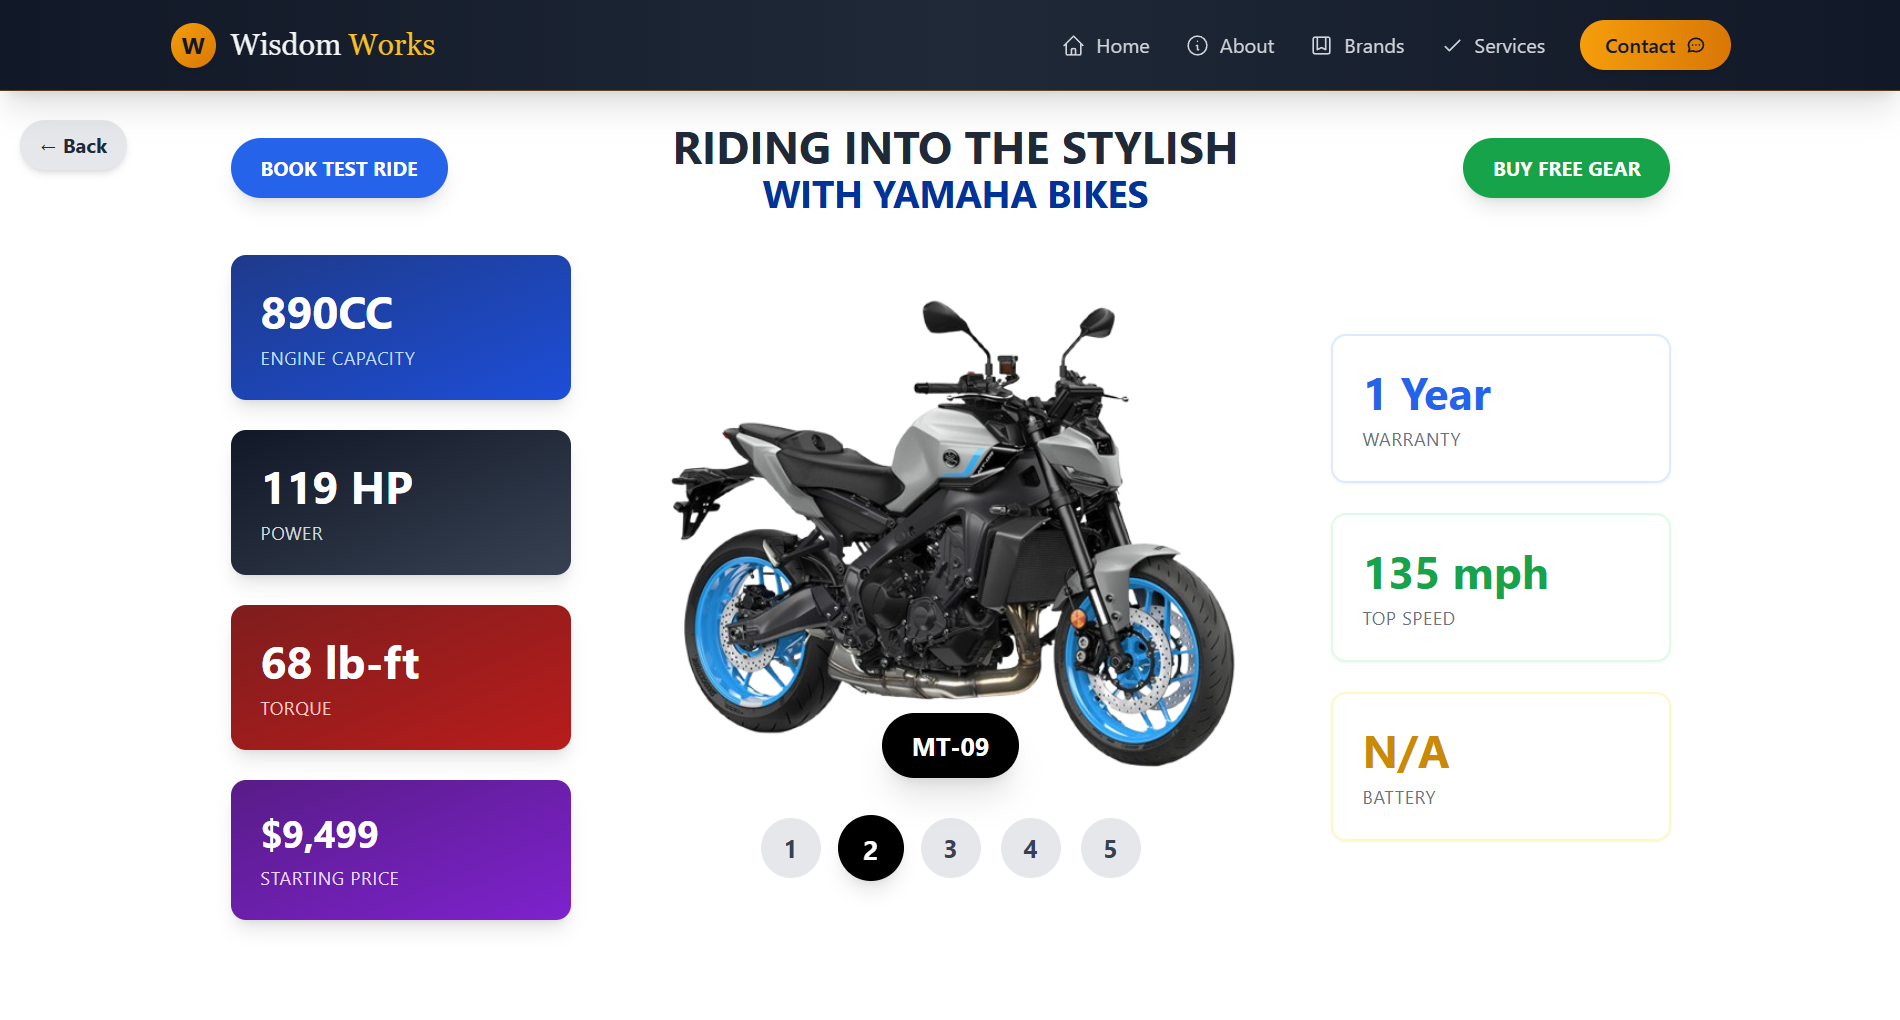 W Wisdom Works
Home
About
Brands
Services
Contact
← Back
BOOK TEST RIDE
RIDING INTO THE STYLISH
WITH YAMAHA BIKES
BUY FREE GEAR
890CC
ENGINE CAPACITY
119 HP
POWER
68 lb-ft
TORQUE
$9,499
STARTING PRICE
MT-09
1
2
3
4
5
1 Year
WARRANTY
135 mph
TOP SPEED
N/A
BATTERY